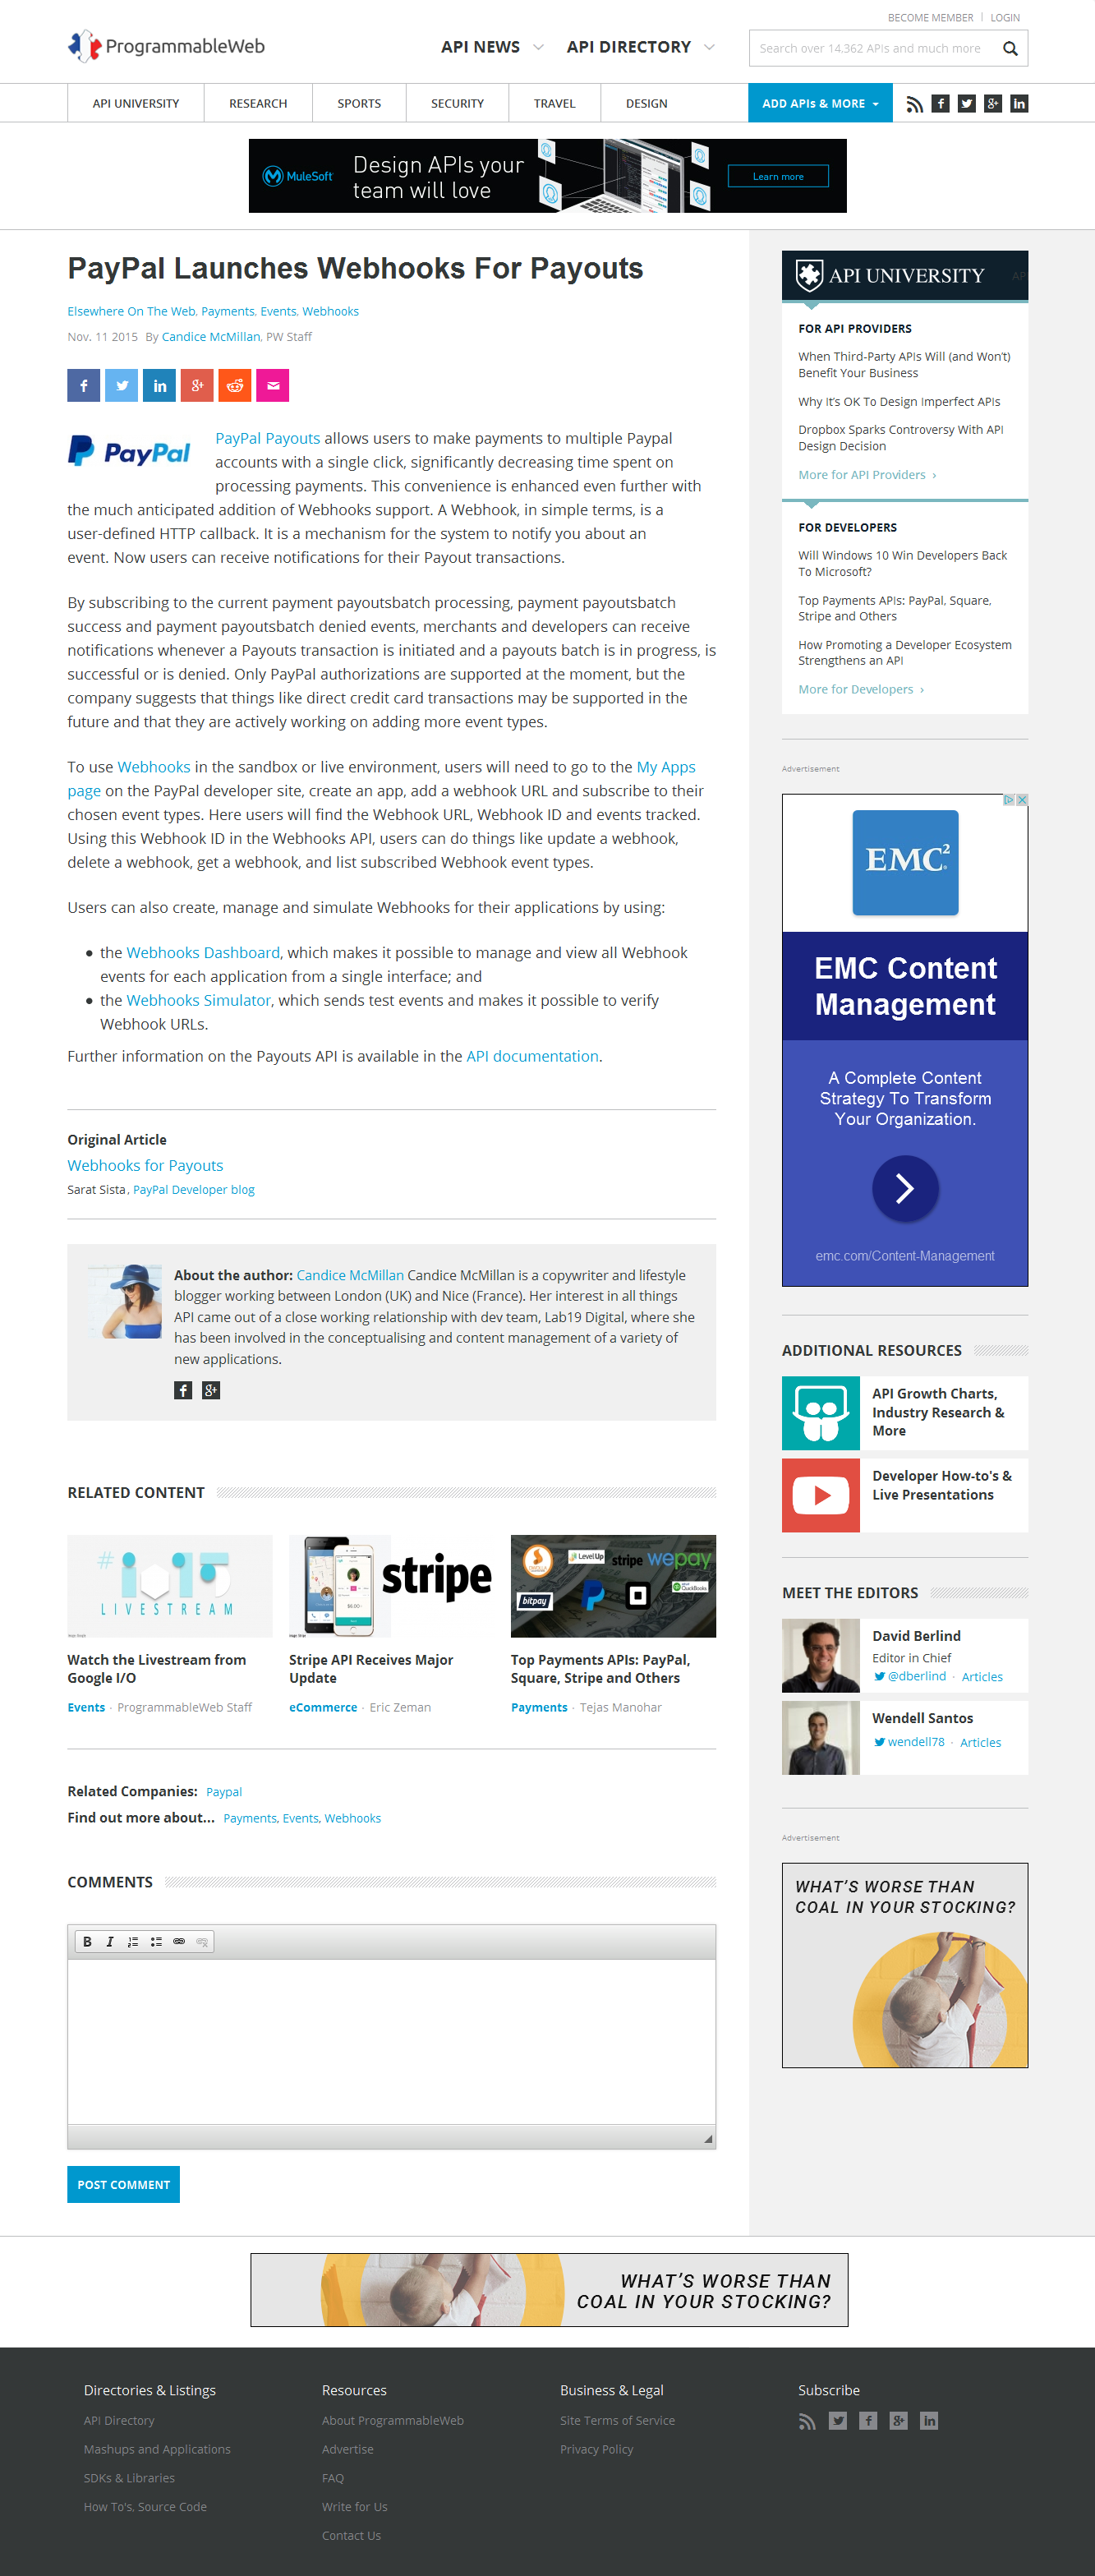 BECOME MEMBER | LOGIN
ProgrammableWeb
API NEWS
API DIRECTORY
Search over 14,362 APIs and much more
API UNIVERSITY
RESEARCH
SPORTS
SECURITY
TRAVEL
DESIGN
ADD APIs & MORE
MuleSoft
Design APIs your
team will love
Learn more
PayPal Launches Webhooks For Payouts
Elsewhere On The Web, Payments, Events, Webhooks
Nov. 11 2015 By Candice McMillan, PW Staff
PayPal
PayPal Payouts allows users to make payments to multiple Paypal
accounts with a single click, significantly decreasing time spent on
processing payments. This convenience is enhanced even further with
the much anticipated addition of Webhooks support. A Webhook, in simple terms, is a
user-defined HTTP callback. It is a mechanism for the system to notify you about an
event. Now users can receive notifications for their Payout transactions.
By subscribing to the current payment payoutsbatch processing, payment payoutsbatch
success and payment payoutsbatch denied events, merchants and developers can receive
notifications whenever a Payouts transaction is initiated and a payouts batch is in progress, is
successful or is denied. Only PayPal authorizations are supported at the moment, but the
company suggests that things like direct credit card transactions may be supported in the
future and that they are actively working on adding more event types.
To use Webhooks in the sandbox or live environment, users will need to go to the My Apps
page on the PayPal developer site, create an app, add a webhook URL and subscribe to their
chosen event types. Here users will find the Webhook URL, Webhook ID and events tracked.
Using this Webhook ID in the Webhooks API, users can do things like update a webhook,
delete a webhook, get a webhook, and list subscribed Webhook event types.
Users can also create, manage and simulate Webhooks for their applications by using:
• the Webhooks Dashboard, which makes it possible to manage and view all Webhook
events for each application from a single interface; and
• the Webhooks Simulator, which sends test events and makes it possible to verify
Webhook URLs.
Further information on the Payouts API is available in the API documentation.
Original Article
Webhooks for Payouts
Sarat Sista, PayPal Developer blog
About the author: Candice McMillan Candice McMillan is a copywriter and lifestyle
blogger working between London (UK) and Nice (France). Her interest in all things
API came out of a close working relationship with dev team, Lab19 Digital, where she
has been involved in the conceptualising and content management of a variety of
new applications.
RELATED CONTENT
#io15
LIVESTREAM
Watch the Livestream from
Google I/O
Events · ProgrammableWeb Staff
stripe
Stripe API Receives Major
Update
eCommerce · Eric Zeman
LevelUp
stripe
wepay
bitpay
QuickBooks
Top Payments APIs: PayPal,
Square, Stripe and Others
Payments · Tejas Manohar
Related Companies: Paypal
Find out more about... Payments, Events, Webhooks
COMMENTS
B I
POST COMMENT
API UNIVERSITY
FOR API PROVIDERS
When Third-Party APIs Will (and Won't)
Benefit Your Business
Why It's OK To Design Imperfect APIs
Dropbox Sparks Controversy With API
Design Decision
More for API Providers ›
FOR DEVELOPERS
Will Windows 10 Win Developers Back
To Microsoft?
Top Payments APIs: PayPal, Square,
Stripe and Others
How Promoting a Developer Ecosystem
Strengthens an API
More for Developers ›
Advertisement
EMC²
EMC Content
Management
A Complete Content
Strategy To Transform
Your Organization.
emc.com/Content-Management
ADDITIONAL RESOURCES
API Growth Charts,
Industry Research &
More
Developer How-to's &
Live Presentations
MEET THE EDITORS
David Berlind
Editor in Chief
@dberlind · Articles
Wendell Santos
wendell78 · Articles
Advertisement
WHAT'S WORSE THAN
COAL IN YOUR STOCKING?
WHAT'S WORSE THAN
COAL IN YOUR STOCKING?
Directories & Listings
API Directory
Mashups and Applications
SDKs & Libraries
How To's, Source Code
Resources
About ProgrammableWeb
Advertise
FAQ
Write for Us
Contact Us
Business & Legal
Site Terms of Service
Privacy Policy
Subscribe